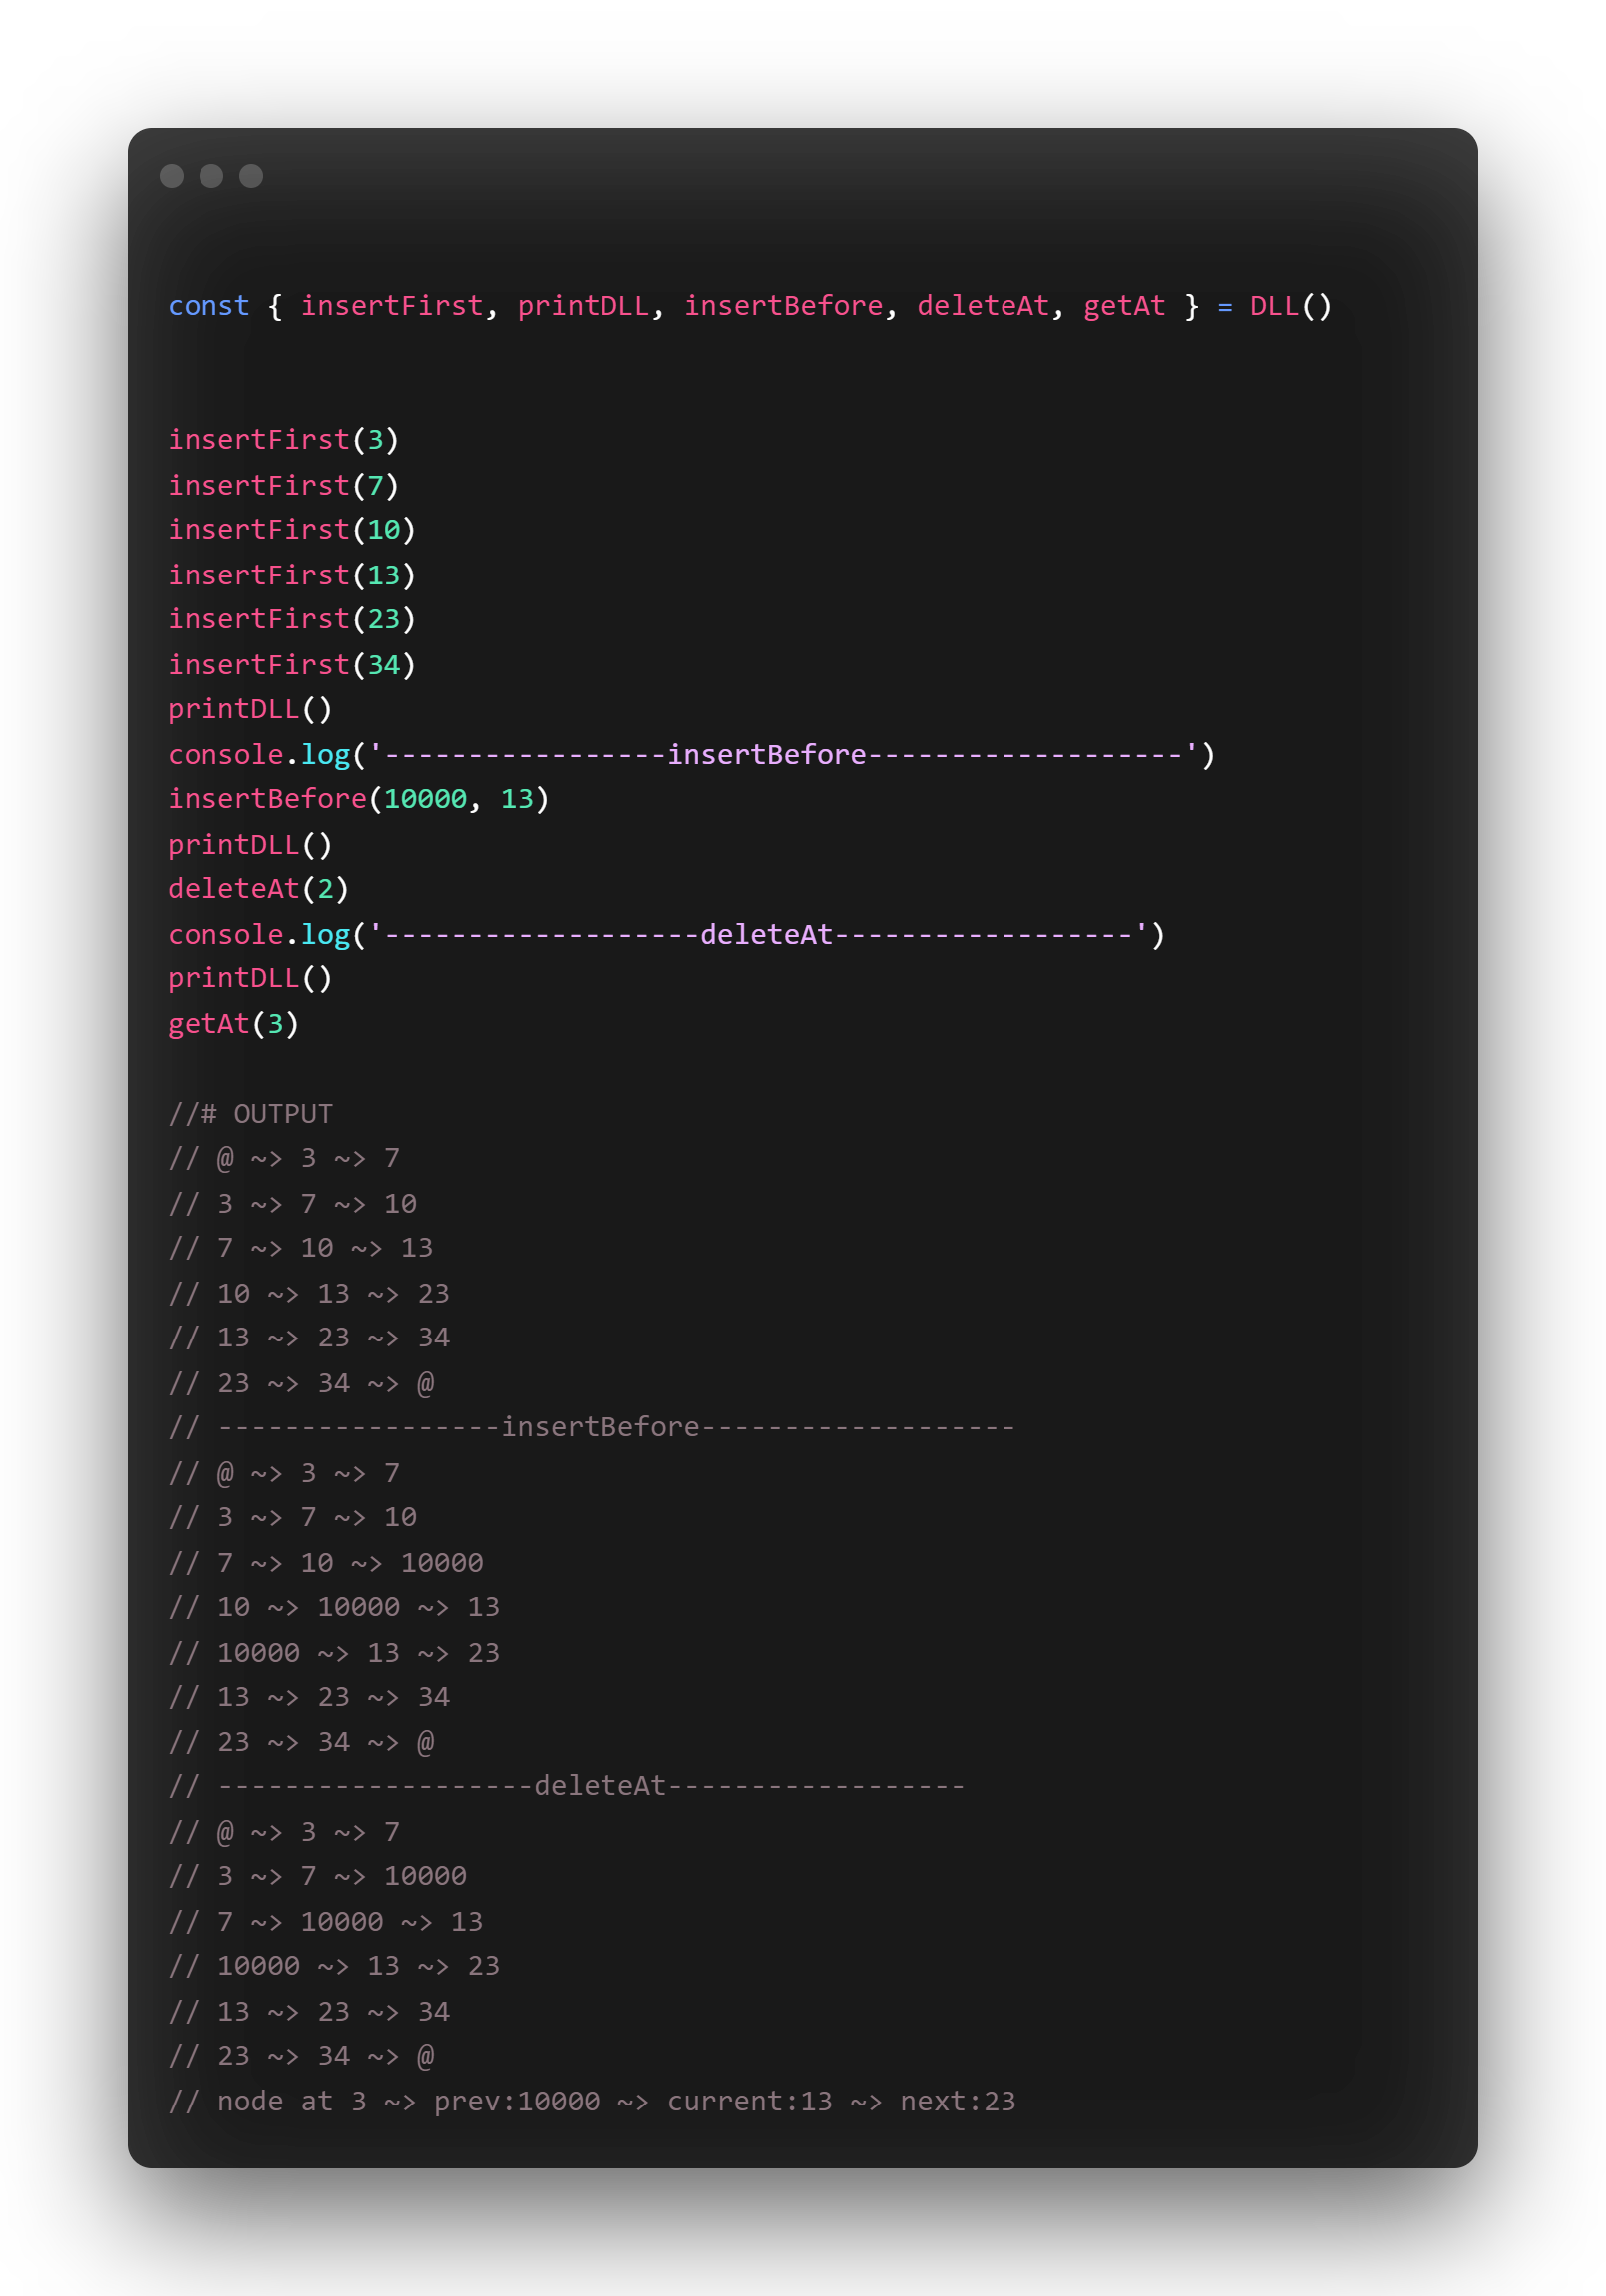 const { insertFirst, printDLL, insertBefore, deleteAt, getAt } = DLL()
insertFirst(3)
insertFirst(7)
insertFirst(10)
insertFirst(13)
insertFirst(23)
insertFirst(34)
printDLL()
console.log('-----------------insertBefore-------------------')
insertBefore(10000, 13)
printDLL()
deleteAt(2)
console.log('-------------------deleteAt------------------')
printDLL()
getAt(3)
//# OUTPUT
// @ ~> 3 ~> 7
// 3 ~> 7 ~> 10
// 7 ~> 10 ~> 13
// 10 ~> 13 ~> 23
// 13 ~> 23 ~> 34
// 23 ~> 34 ~> @
// -----------------insertBefore-------------------
// @ ~> 3 ~> 7
// 3 ~> 7 ~> 10
// 7 ~> 10 ~> 10000
// 10 ~> 10000 ~> 13
// 10000 ~> 13 ~> 23
// 13 ~> 23 ~> 34
// 23 ~> 34 ~> @
// -------------------deleteAt------------------
// @ ~> 3 ~> 7
// 3 ~> 7 ~> 10000
// 7 ~> 10000 ~> 13
// 10000 ~> 13 ~> 23
// 13 ~> 23 ~> 34
// 23 ~> 34 ~> @
// node at 3 ~> prev:10000 ~> current:13 ~> next:23